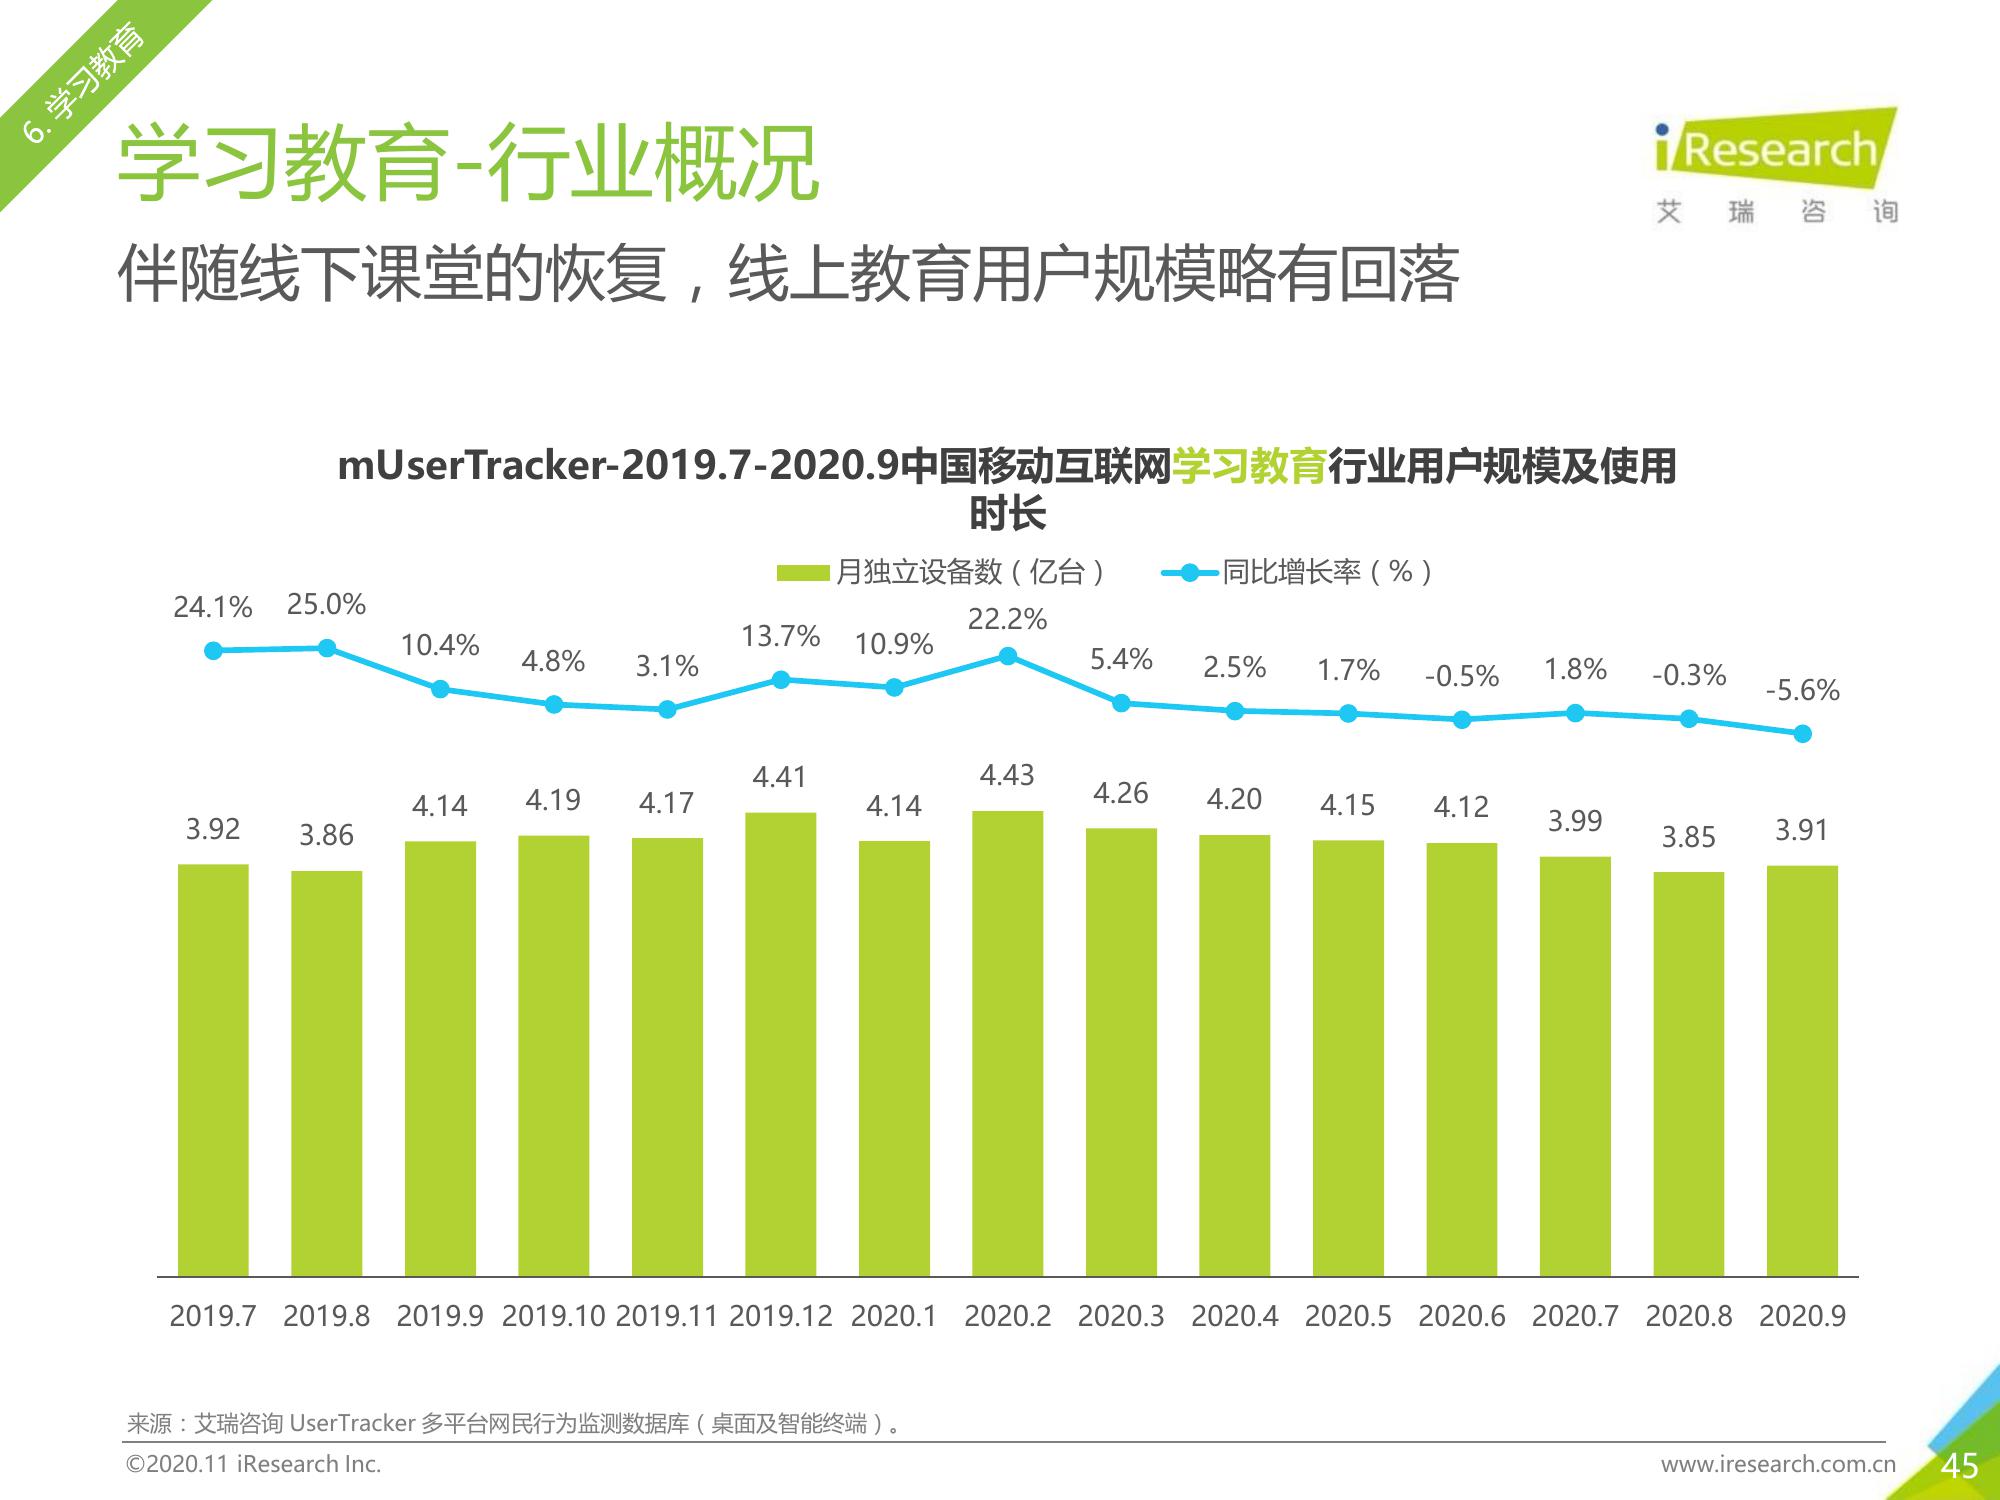 6. 学习教育
学习教育-行业概况
iResearch
艾瑞咨询
伴随线下课堂的恢复，线上教育用户规模略有回落
mUserTracker-2019.7-2020.9中国移动互联网学习教育行业用户规模及使用
时长
月独立设备数（亿台） 同比增长率（%）
24.1% 25.0% 10.4% 4.8% 3.1% 13.7% 10.9% 22.2% 5.4% 2.5% 1.7% -0.5% 1.8% -0.3% -5.6%
3.92 3.86 4.14 4.19 4.17 4.41 4.14 4.43 4.26 4.20 4.15 4.12 3.99 3.85 3.91
2019.7 2019.8 2019.9 2019.10 2019.11 2019.12 2020.1 2020.2 2020.3 2020.4 2020.5 2020.6 2020.7 2020.8 2020.9
来源：艾瑞咨询 UserTracker 多平台网民行为监测数据库（桌面及智能终端）。
©2020.11 iResearch Inc. www.iresearch.com.cn 45